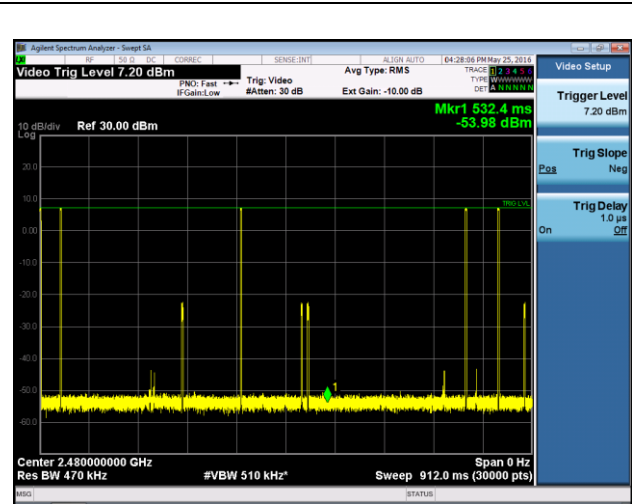 Agilent Spectrum Analyzer - Swept SA
LXI RF 50 Ω DC CORREC SENSE:INT ALIGN AUTO 04:28:06 PM May 25, 2016
Video Trig Level 7.20 dBm
PNO: Fast
IFGain:Low
Trig: Video
#Atten: 30 dB
Avg Type: RMS
Ext Gain: -10.00 dB
TRACE 1 2 3 4 5 6
TYPE WWWWWW
DET A N N N N N
Mkr1 532.4 ms
-53.98 dBm
10 dB/div Ref 30.00 dBm
Log
20.0
10.0
TRIG LVL
0.00
-10.0
-20.0
-30.0
-40.0
-50.0
1
-60.0
Center 2.480000000 GHz Span 0 Hz
Res BW 470 kHz #VBW 510 kHz* Sweep 912.0 ms (30000 pts)
MSG STATUS
Video Setup
Trigger Level
7.20 dBm
Trig Slope
Pos Neg
Trig Delay
1.0 µs
On Off